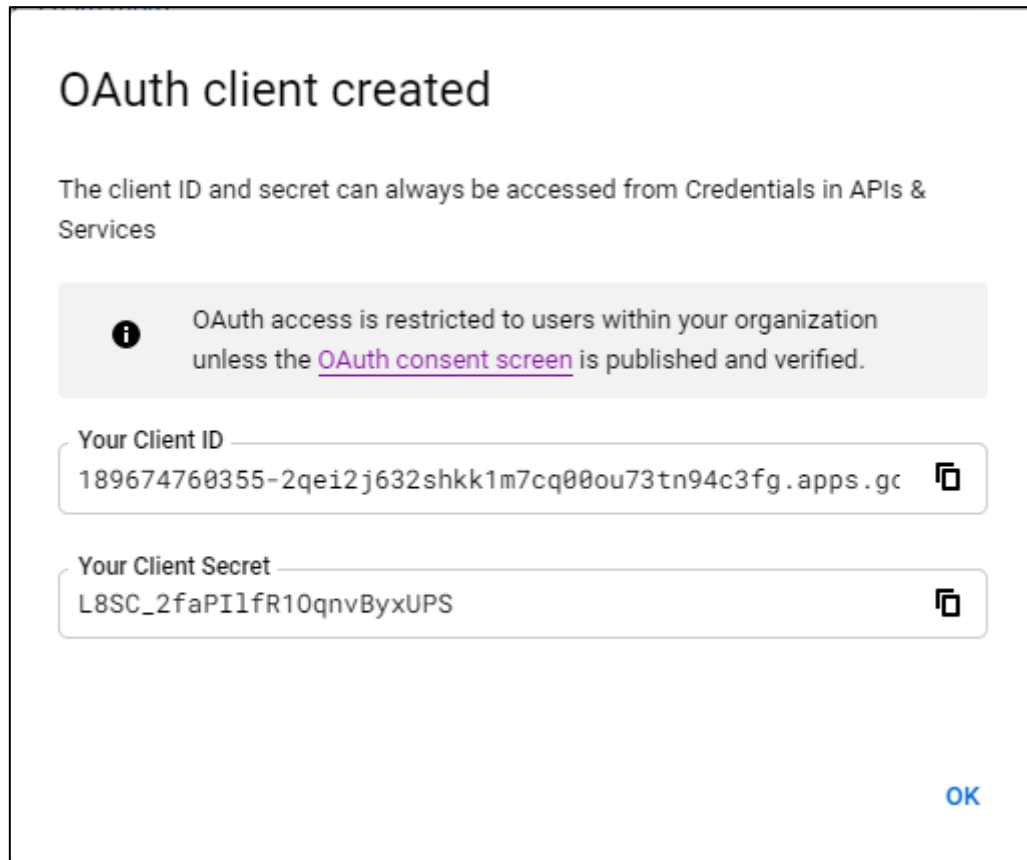 OAuth client created
The client ID and secret can always be accessed from Credentials in APIs &
Services
OAuth access is restricted to users within your organization
unless the OAuth consent screen is published and verified.
Your Client ID
189674760355-2qei2j632shkk1m7cq00ou73tn94c3fg.apps.gc
Your Client Secret
L8SC_2faPIlfR1OqnvByxUPS
OK